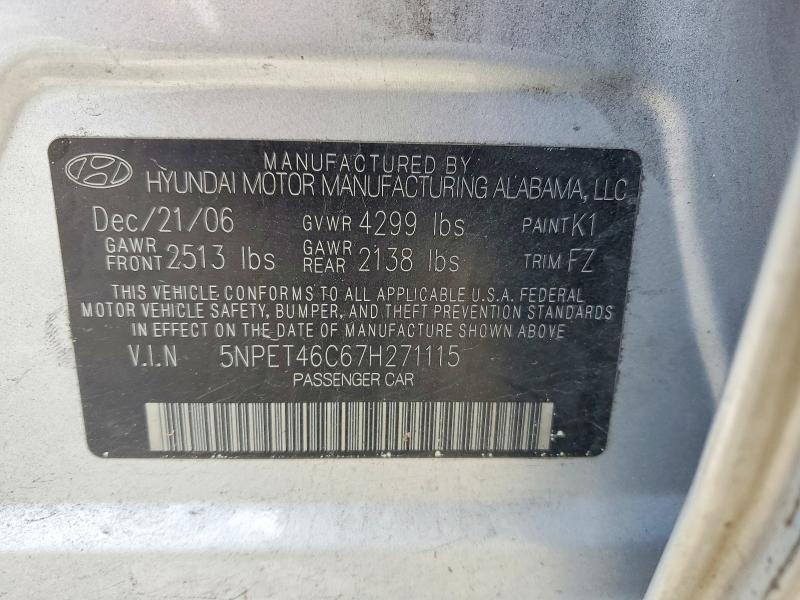 MANUFACTURED BY
HYUNDAI MOTOR MANUFACTURING ALABAMA, LLC
Dec/21/06 GVWR 4299 lbs PAINT K1
GAWR FRONT 2513 lbs GAWR REAR 2138 lbs TRIM FZ
THIS VEHICLE CONFORMS TO ALL APPLICABLE U.S.A. FEDERAL
MOTOR VEHICLE SAFETY, BUMPER, AND THEFT PREVENTION STANDARDS
IN EFFECT ON THE DATE OF MANUFACTURE SHOWN ABOVE.
V.I.N 5NPET46C67H271115
PASSENGER CAR